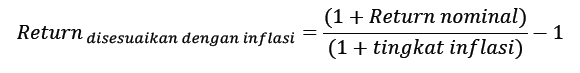 Return disesuaikan dengan inflasi = (1 + Return nominal) / (1 + tingkat inflasi) − 1